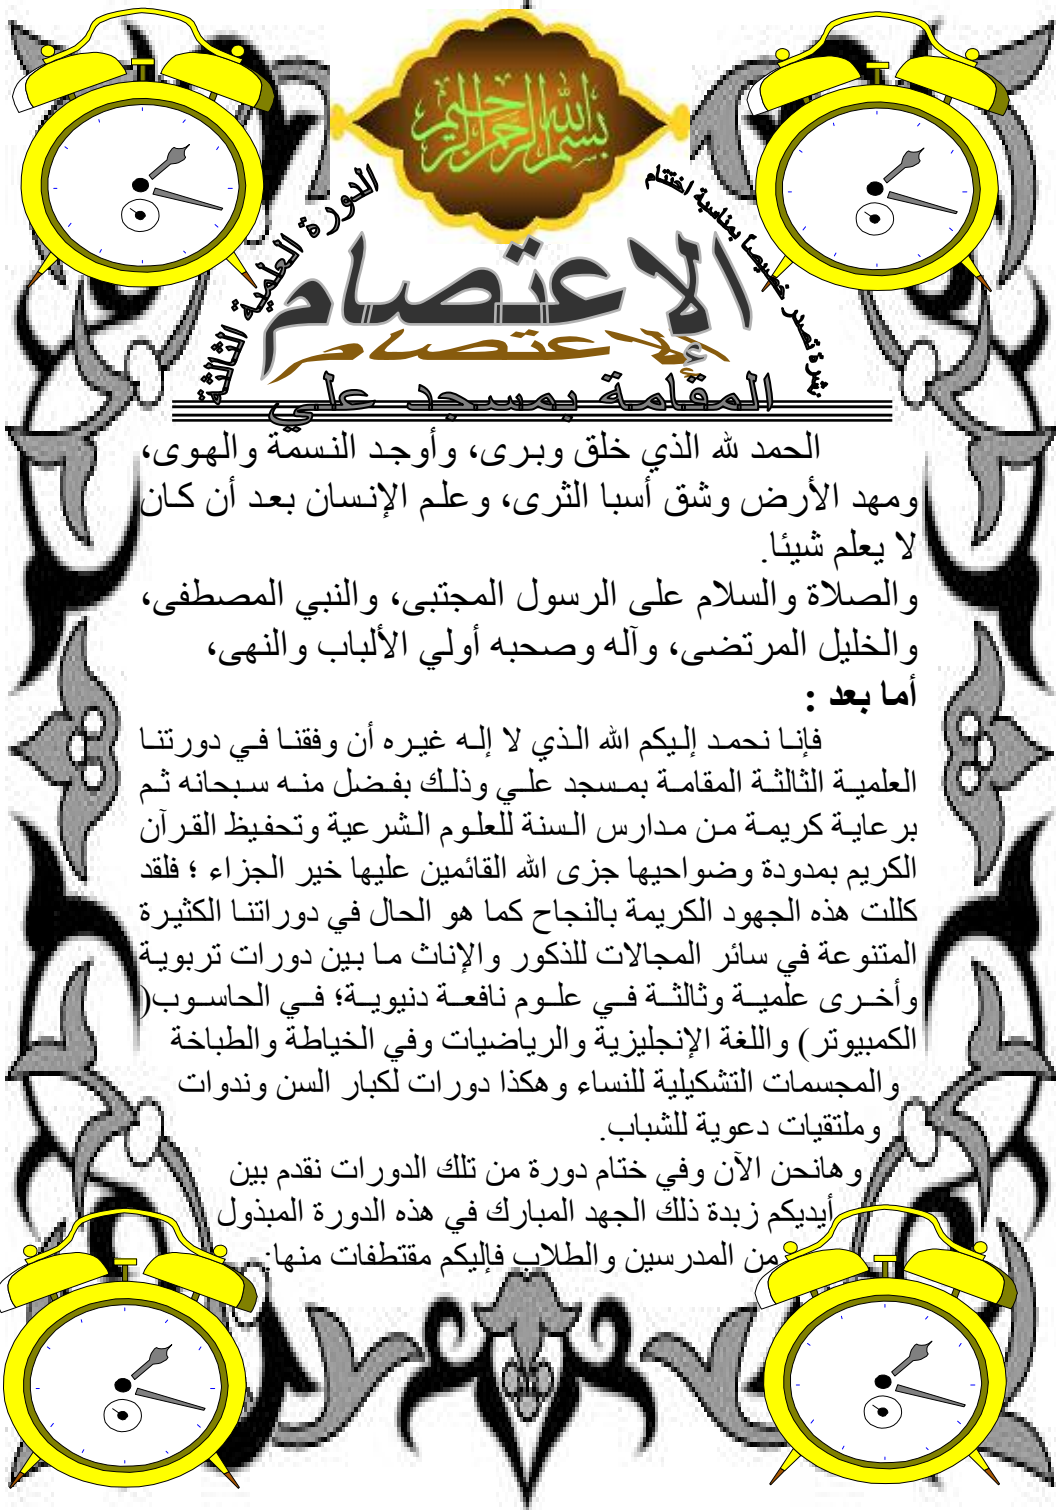 بسم الله الرحمن الرحيم
نشرة تصدر خصيصاً بمناسبة اختتام
الدورة العلمية الثالثة
الاعتصام
الاعتصام
المقامة بمسجد علي
الحمد لله الذي خلق وبرى، وأوجد النسمة والهوى،
ومهد الأرض وشق أسبا الثرى، وعلم الإنسان بعد أن كان
لا يعلم شيئا.
والصلاة والسلام على الرسول المجتبى، والنبي المصطفى،
والخليل المرتضى، وآله وصحبه أولي الألباب والنهى،
أما بعد :
فإنا نحمد إليكم الله الذي لا إله غيره أن وفقنا في دورتنا
العلمية الثالثة المقامة بمسجد علي وذلك بفضل منه سبحانه ثم
برعاية كريمة من مدارس السنة للعلوم الشرعية وتحفيظ القرآن
الكريم بمدودة وضواحيها جزى الله القائمين عليها خير الجزاء ؛ فلقد
كللت هذه الجهود الكريمة بالنجاح كما هو الحال في دوراتنا الكثيرة
المتنوعة في سائر المجالات للذكور والإناث ما بين دورات تربوية
وأخرى علمية وثالثة في علوم نافعة دنيوية؛ في الحاسوب(
الكمبيوتر) واللغة الإنجليزية والرياضيات وفي الخياطة والطباخة
والمجسمات التشكيلية للنساء وهكذا دورات لكبار السن وندوات
وملتقيات دعوية للشباب.
وهانحن الآن وفي ختام دورة من تلك الدورات نقدم بين
أيديكم زبدة ذلك الجهد المبارك في هذه الدورة المبذول
من المدرسين والطلاب فإليكم مقتطفات منها: